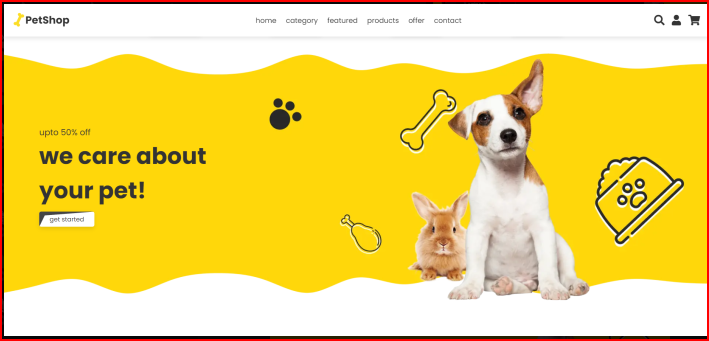 PetShop
home category featured products offer contact
upto 50% off
we care about
your pet!
get started